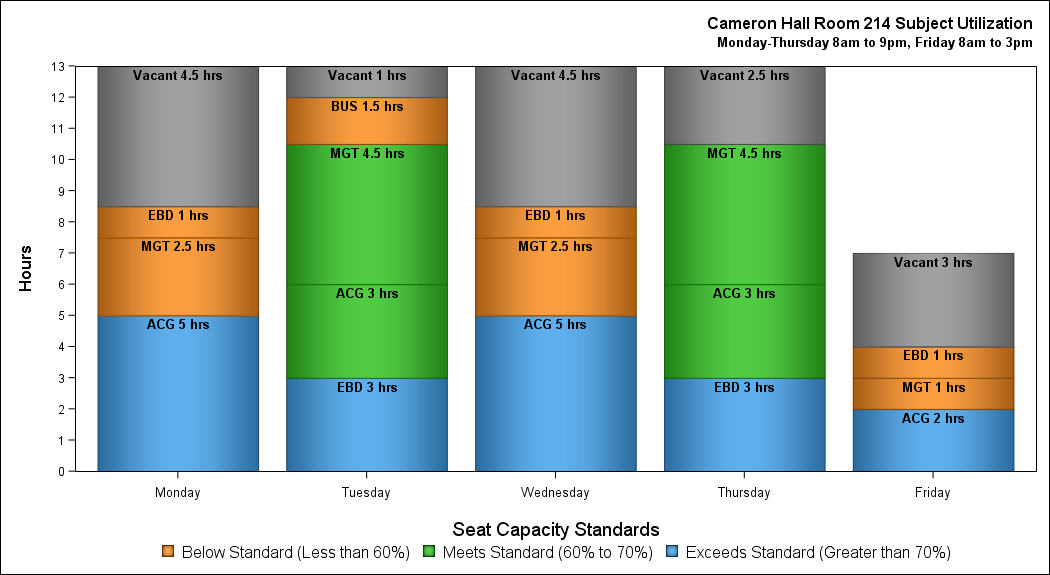 Cameron Hall Room 214 Subject Utilization
Monday-Thursday 8am to 9pm, Friday 8am to 3pm
Hours
13
12
11
10
9
8
7
6
5
4
3
2
1
0
Vacant 4.5 hrs
EBD 1 hrs
MGT 2.5 hrs
ACG 5 hrs
Vacant 1 hrs
BUS 1.5 hrs
MGT 4.5 hrs
ACG 3 hrs
EBD 3 hrs
Vacant 4.5 hrs
EBD 1 hrs
MGT 2.5 hrs
ACG 5 hrs
Vacant 2.5 hrs
MGT 4.5 hrs
ACG 3 hrs
EBD 3 hrs
Vacant 3 hrs
EBD 1 hrs
MGT 1 hrs
ACG 2 hrs
Monday Tuesday Wednesday Thursday Friday
Seat Capacity Standards
Below Standard (Less than 60%) Meets Standard (60% to 70%) Exceeds Standard (Greater than 70%)